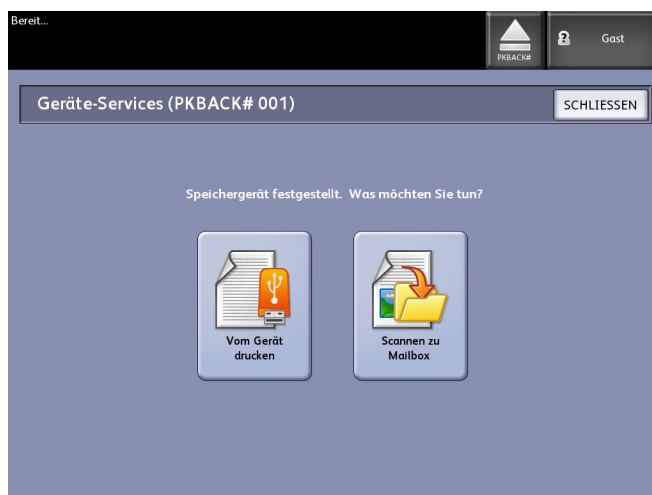 Bereit...
PKBACK#
Gast
Geräte-Services (PKBACK# 001)
SCHLIESSEN
Speichergerät festgestellt. Was möchten Sie tun?
Vom Gerät
drucken
Scannen zu
Mailbox